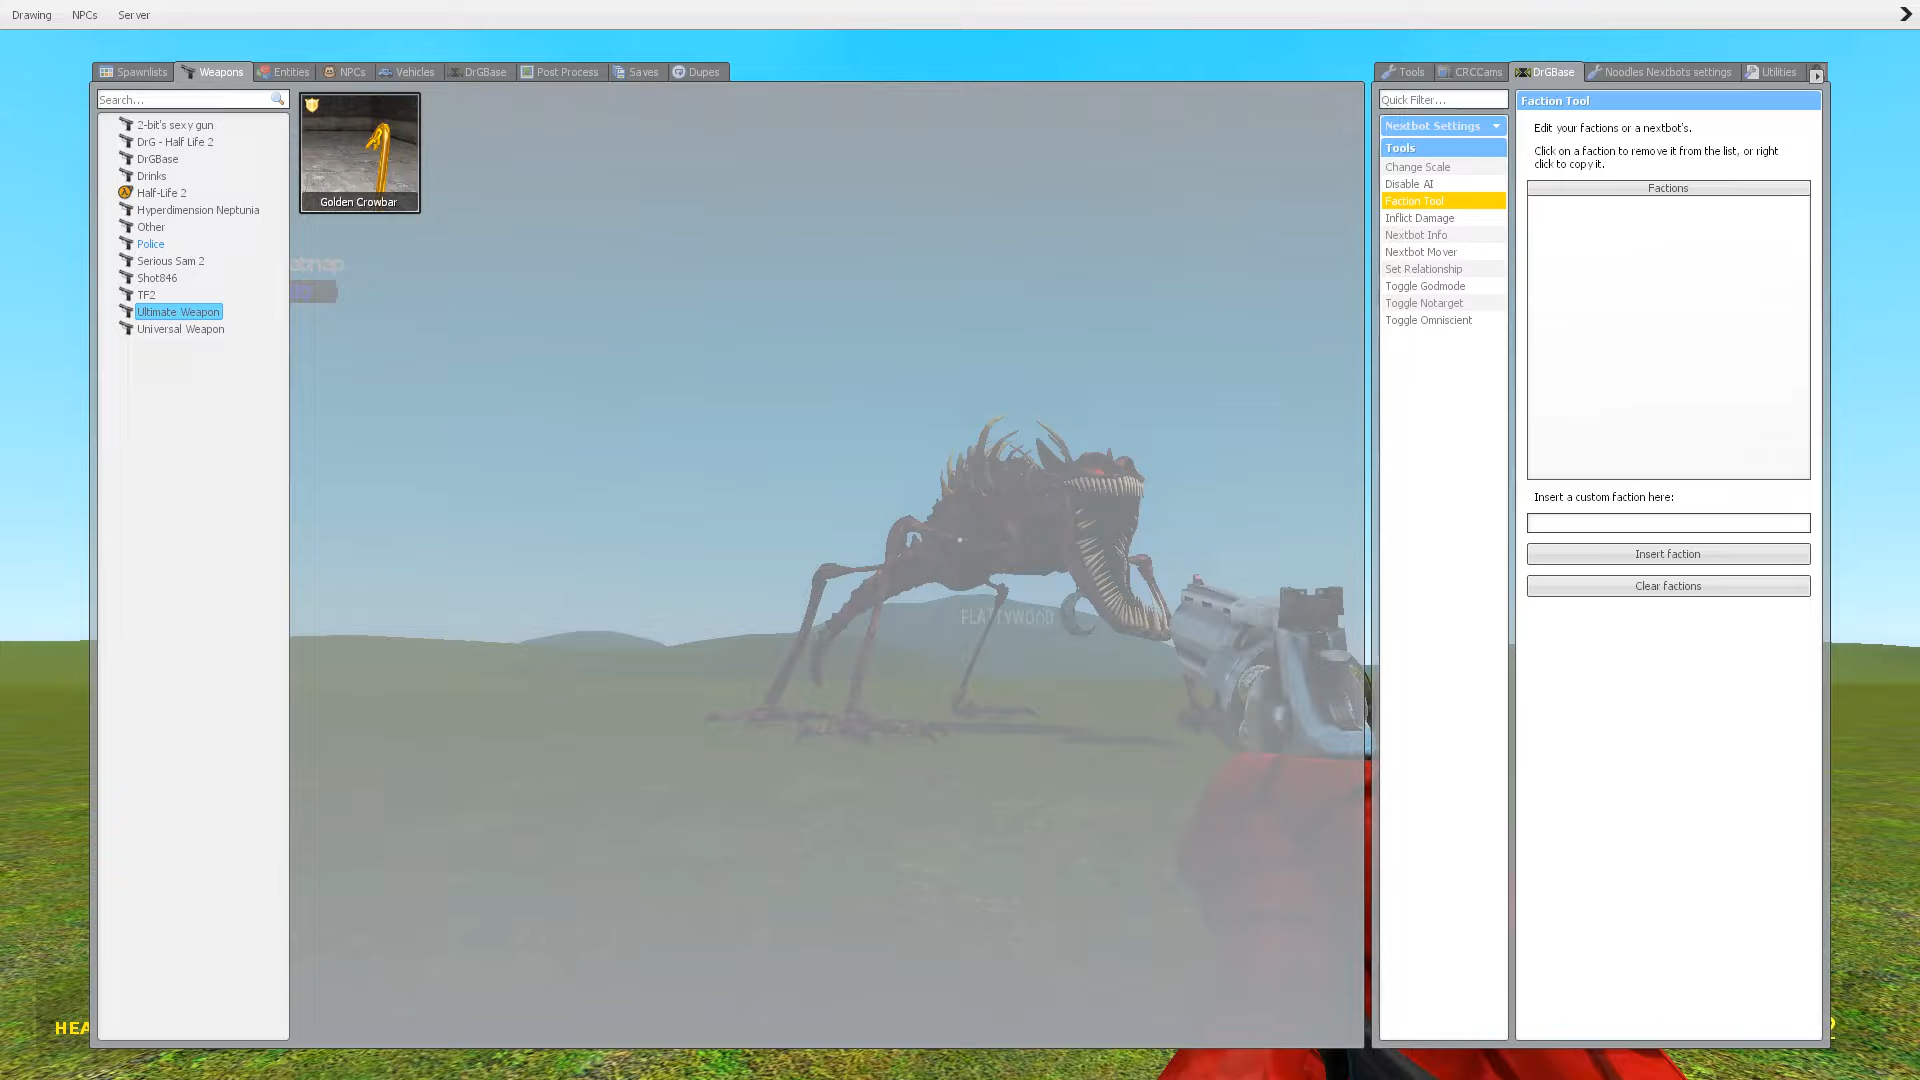 Drawing NPCs Server
Spawnlists Weapons Entities NPCs Vehicles DrGBase Post Process Saves Dupes
Search...
2-bit's sexy gun
DrG - Half Life 2
DrGBase
Drinks
Half-Life 2
Hyperdimension Neptunia
Other
Police
Serious Sam 2
Shot846
TF2
Ultimate Weapon
Universal Weapon
Golden Crowbar
FLATTYWOOD
HEA
Tools CRCCams DrGBase Noodles Nextbots settings Utilities
Quick Filter...
Nextbot Settings
Tools
Change Scale
Disable AI
Faction Tool
Inflict Damage
Nextbot Info
Nextbot Mover
Set Relationship
Toggle Godmode
Toggle Notarget
Toggle Omniscient
Faction Tool
Edit your factions or a nextbot's.
Click on a faction to remove it from the list, or right
click to copy it.
Factions
Insert a custom faction here:
Insert faction
Clear factions